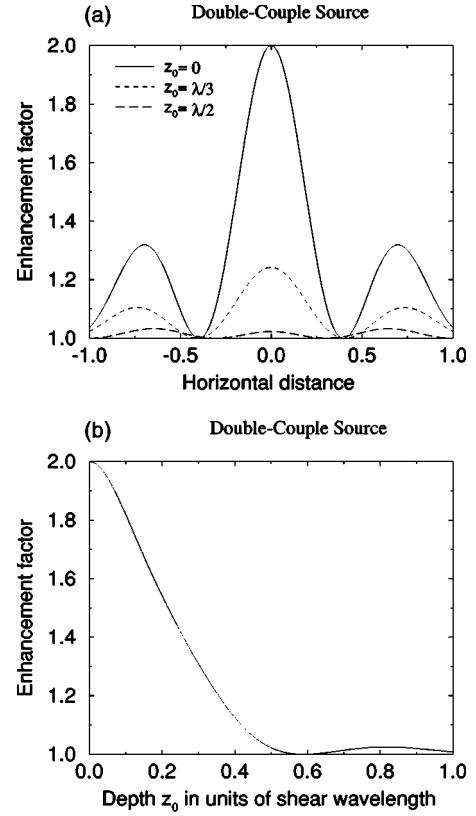 (a) Double-Couple Source
2.0
1.8
1.6
1.4
1.2
1.0
Enhancement factor
z₀= 0
z₀= λ/3
z₀= λ/2
-1.0 -0.5 0.0 0.5 1.0
Horizontal distance
(b) Double-Couple Source
2.0
1.8
1.6
1.4
1.2
1.0
Enhancement factor
0.0 0.2 0.4 0.6 0.8 1.0
Depth z₀ in units of shear wavelength